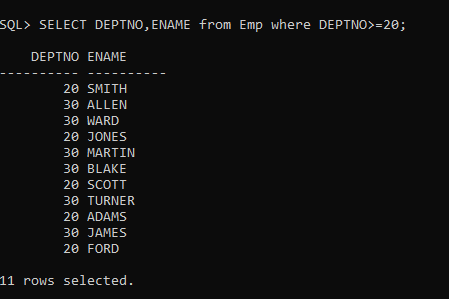 SQL> SELECT DEPTNO,ENAME from Emp where DEPTNO>=20;
    DEPTNO ENAME
---------- ----------
        20 SMITH
        30 ALLEN
        30 WARD
        20 JONES
        30 MARTIN
        30 BLAKE
        20 SCOTT
        30 TURNER
        20 ADAMS
        30 JAMES
        20 FORD
11 rows selected.